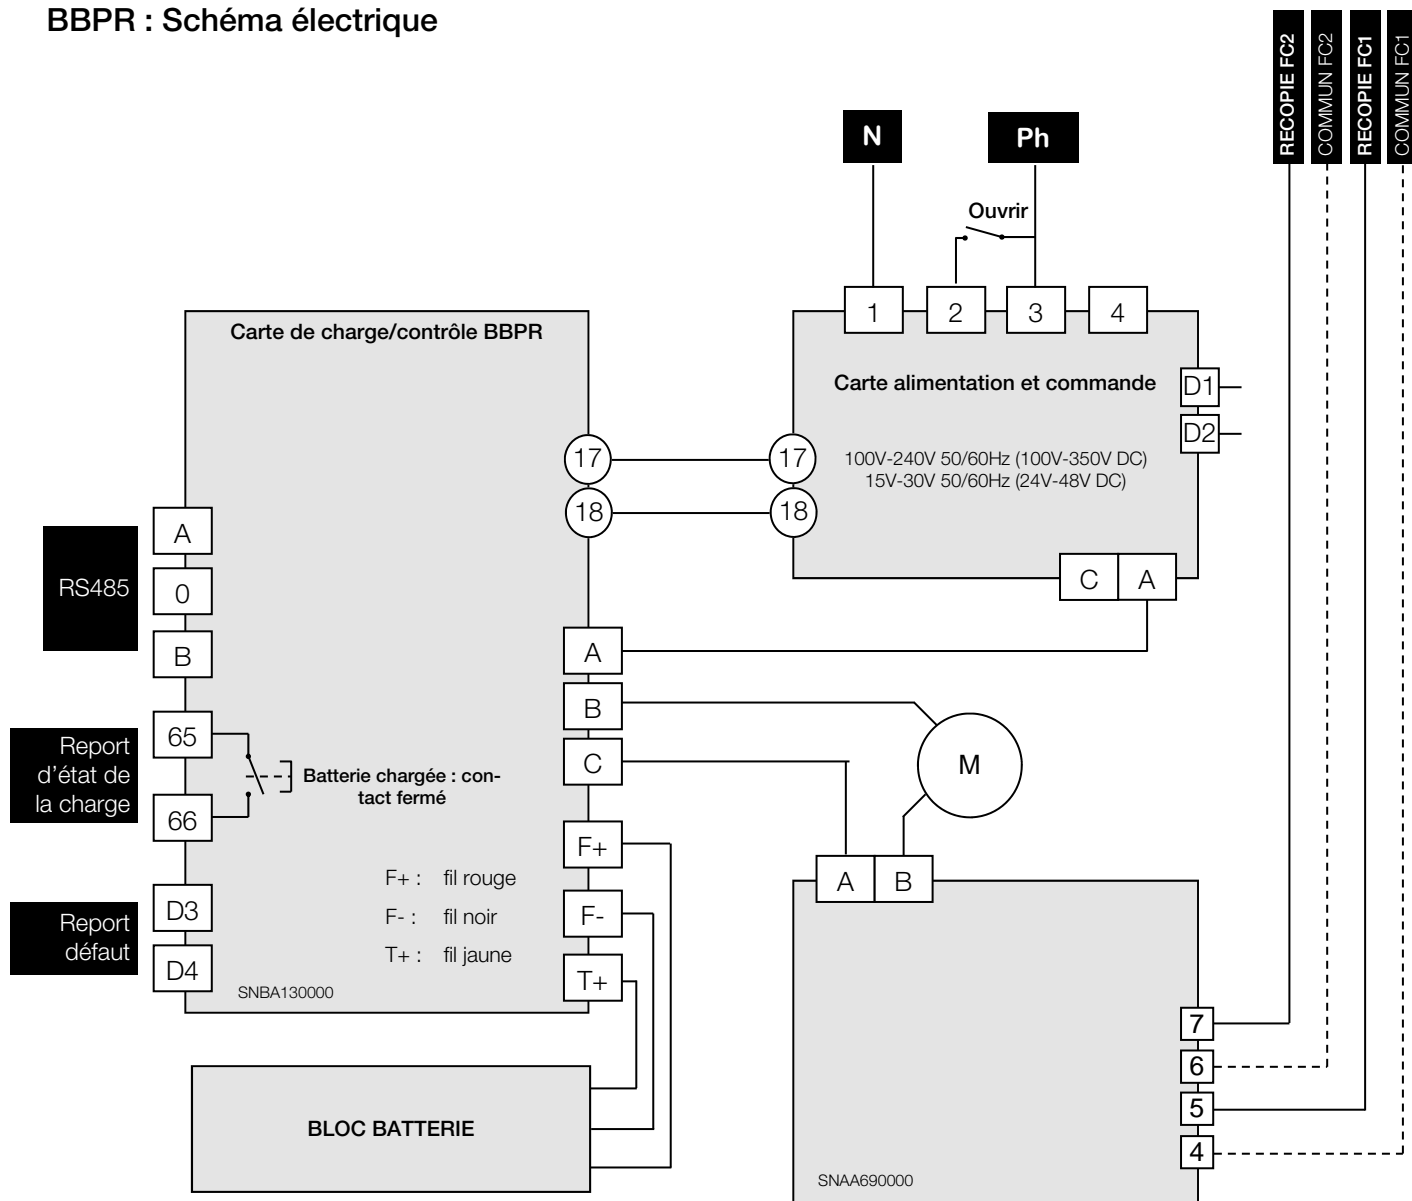 BBPR : Schéma électrique
RECOPIE FC2
COMMUN FC2
RECOPIE FC1
COMMUN FC1
N
Ph
Ouvrir
1
2
3
4
Carte de charge/contrôle BBPR
Carte alimentation et commande
D1
D2
100V-240V 50/60Hz (100V-350V DC)
15V-30V 50/60Hz (24V-48V DC)
17
17
18
18
C
A
RS485
A
0
B
A
B
C
M
Report
d'état de
la charge
65
66
Batterie chargée : con-
tact fermé
F+
F-
T+
F+ : fil rouge
F- : fil noir
T+ : fil jaune
Report
défaut
D3
D4
SNBA130000
A
B
7
6
5
4
BLOC BATTERIE
SNAA690000